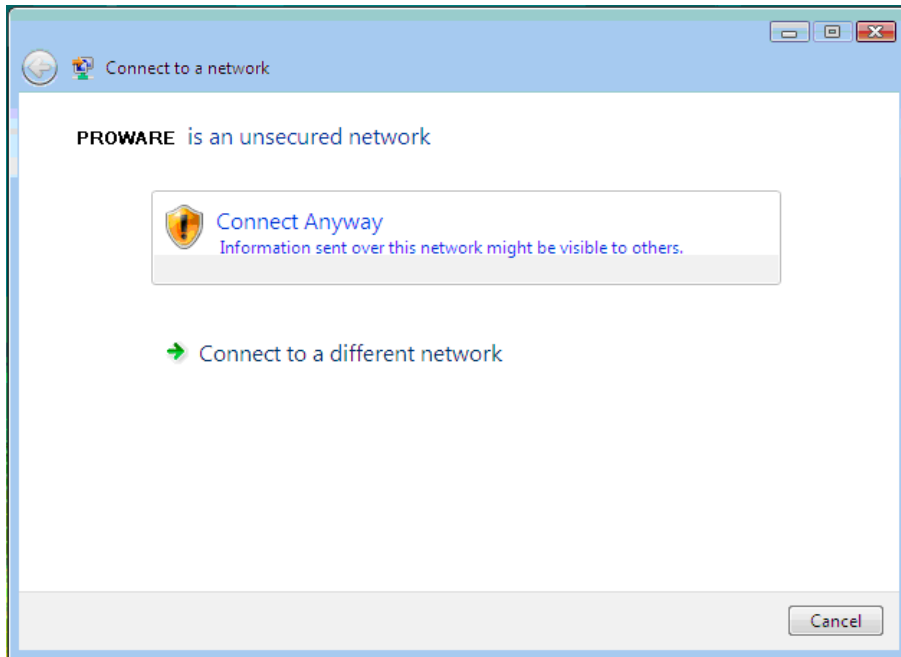 Connect to a network
PROWARE is an unsecured network
Connect Anyway
Information sent over this network might be visible to others.
Connect to a different network
Cancel